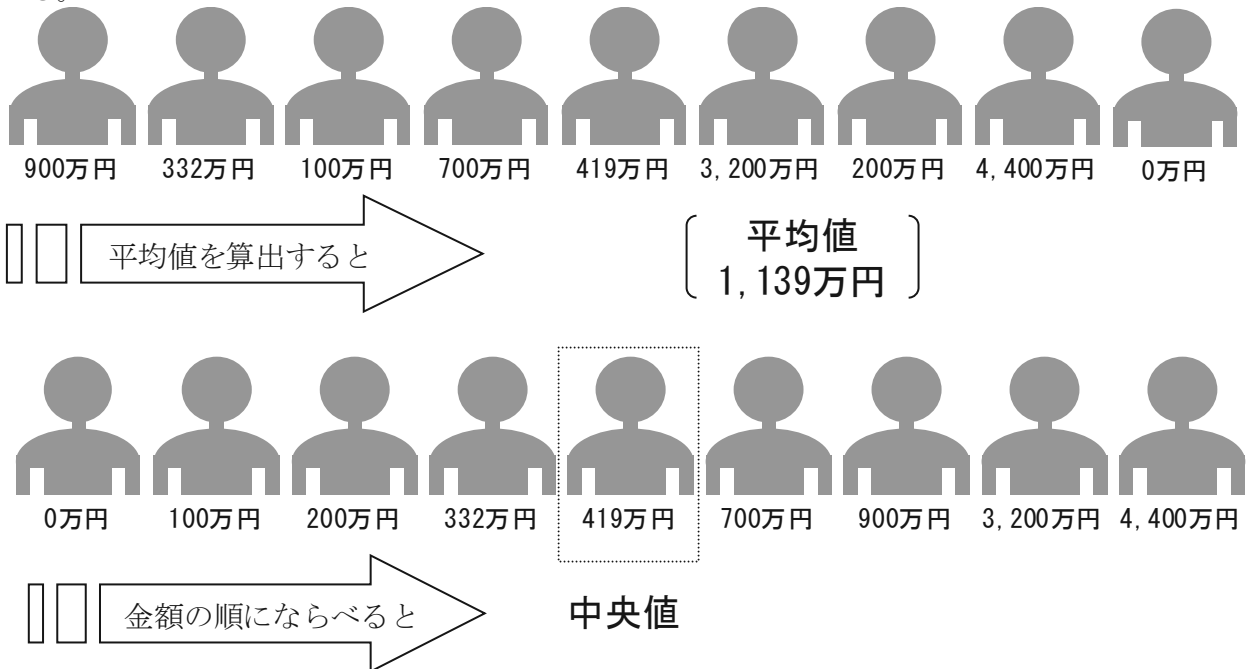 900万円 332万円 100万円 700万円 419万円 3,200万円 200万円 4,400万円 0万円
平均値を算出すると
平均値
1,139万円
0万円 100万円 200万円 332万円 419万円 700万円 900万円 3,200万円 4,400万円
金額の順にならべると
中央値